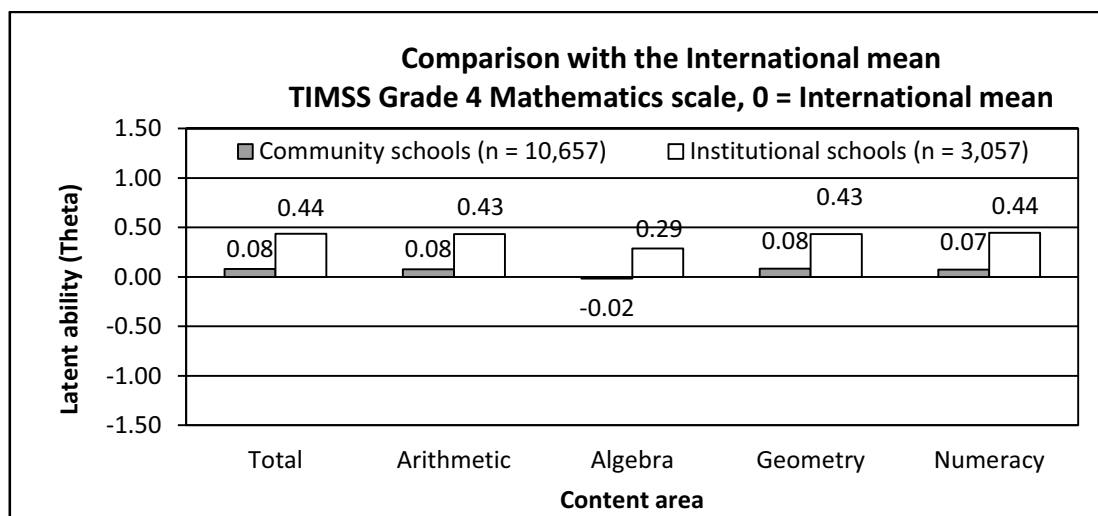 Comparison with the International mean
TIMSS Grade 4 Mathematics scale, 0 = International mean
1.50
Community schools (n = 10,657) Institutional schools (n = 3,057)
1.00
0.44 0.43 0.29 0.43 0.44
0.50
0.08 0.08 0.08 0.07
0.00
-0.02
-0.50
-1.00
-1.50
Latent ability (Theta)
Total Arithmetic Algebra Geometry Numeracy
Content area